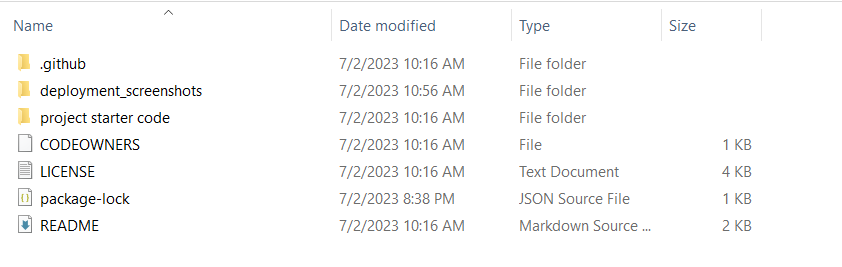 Name Date modified Type Size
.github 7/2/2023 10:16 AM File folder
deployment_screenshots 7/2/2023 10:56 AM File folder
project starter code 7/2/2023 10:16 AM File folder
CODEOWNERS 7/2/2023 10:16 AM File 1 KB
LICENSE 7/2/2023 10:16 AM Text Document 4 KB
package-lock 7/2/2023 8:38 PM JSON Source File 1 KB
README 7/2/2023 10:16 AM Markdown Source ... 2 KB